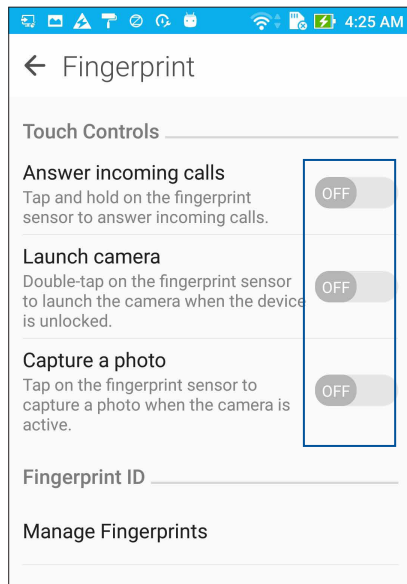 4:25 AM
Fingerprint
Touch Controls
Answer incoming calls
Tap and hold on the fingerprint
sensor to answer incoming calls.
OFF
Launch camera
Double-tap on the fingerprint sensor
to launch the camera when the device
is unlocked.
OFF
Capture a photo
Tap on the fingerprint sensor to
capture a photo when the camera is
active.
OFF
Fingerprint ID
Manage Fingerprints